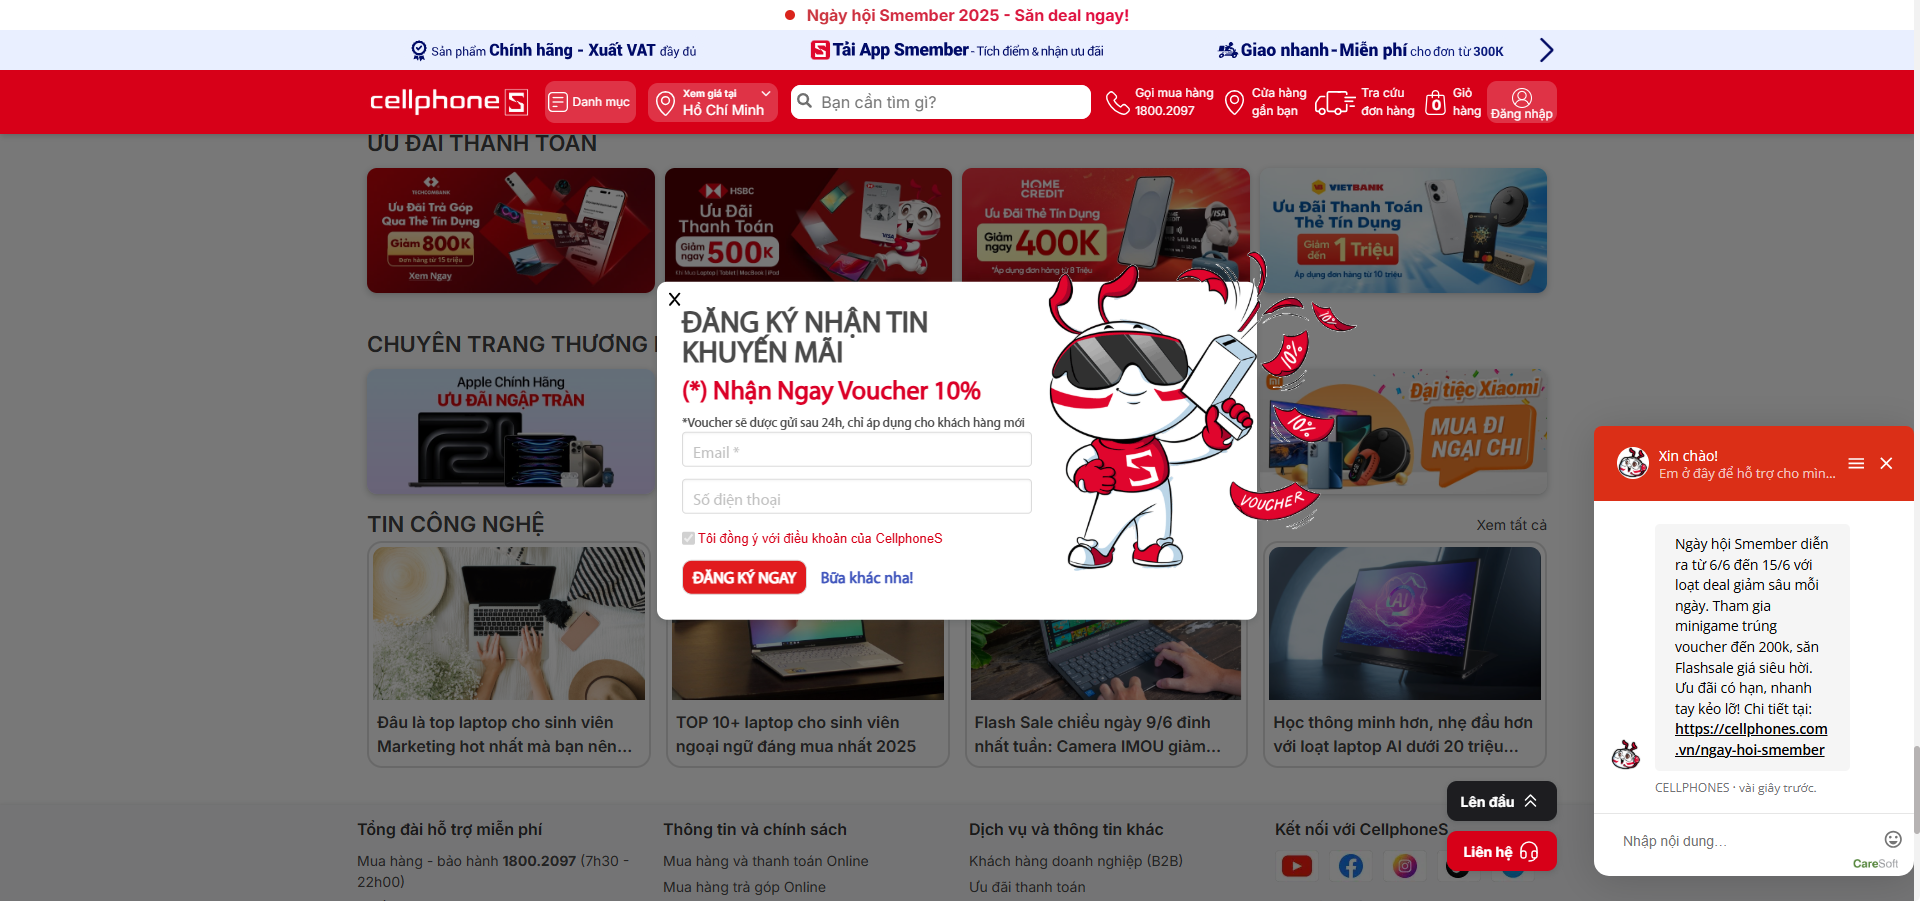 Ngày hội Smember 2025 - Săn deal ngay!
Sản phẩm Chính hãng - Xuất VAT đầy đủ
Tải App Smember - Tích điểm & nhận ưu đãi
Giao nhanh - Miễn phí cho đơn từ 300K
cellphoneS
Danh mục
Xem giá tại
Hồ Chí Minh
Bạn cần tìm gì?
Gọi mua hàng
1800.2097
Cửa hàng
gần bạn
Tra cứu
đơn hàng
0
Giỏ
hàng
Đăng nhập
ƯU ĐÃI THANH TOÁN
TECHCOMBANK
Ưu Đãi Trả Góp
Qua Thẻ Tín Dụng
Giảm 800K
Đơn hàng từ 15 triệu
Xem Ngay
HSBC
Ưu Đãi
Thanh Toán
Giảm
ngay 500K
Khi Mua Laptop | Tablet | MacBook | iPad
HOME
CREDIT
Ưu Đãi Thẻ Tín Dụng
Giảm
ngay 400K
*Áp dụng đơn hàng từ 8 Triệu
VISA
VIETBANK
Ưu Đãi Thanh Toán
Thẻ Tín Dụng
Giảm
đến 1 Triệu
Áp dụng đơn hàng từ 10 triệu
X
ĐĂNG KÝ NHẬN TIN
KHUYẾN MÃI
(*) Nhận Ngay Voucher 10%
*Voucher sẽ được gửi sau 24h, chỉ áp dụng cho khách hàng mới
Email *
Số điện thoại
Tôi đồng ý với điều khoản của CellphoneS
ĐĂNG KÝ NGAY
Bữa khác nha!
10%
10%
10%
VOUCHER
S
CHUYÊN TRANG THƯƠNG
Apple Chính Hãng
ƯU ĐÃI NGẬP TRÀN
Đại tiệc Xiaomi
MUA ĐI
NGẠI CHI
TIN CÔNG NGHỆ
Xem tất cả
AI
Đâu là top laptop cho sinh viên
Marketing hot nhất mà bạn nên...
TOP 10+ laptop cho sinh viên
ngoại ngữ đáng mua nhất 2025
Flash Sale chiều ngày 9/6 đỉnh
nhất tuần: Camera IMOU giảm...
Học thông minh hơn, nhẹ đầu hơn
với loạt laptop AI dưới 20 triệu...
Lên đầu
Liên hệ
Tổng đài hỗ trợ miễn phí
Mua hàng - bảo hành 1800.2097 (7h30 -
22h00)
Thông tin và chính sách
Mua hàng và thanh toán Online
Mua hàng trả góp Online
Dịch vụ và thông tin khác
Khách hàng doanh nghiệp (B2B)
Ưu đãi thanh toán
Kết nối với CellphoneS
Xin chào!
Em ở đây để hỗ trợ cho mìn...
Ngày hội Smember diễn
ra từ 6/6 đến 15/6 với
loạt deal giảm sâu mỗi
ngày. Tham gia
minigame trúng
voucher đến 200k, săn
Flashsale giá siêu hời.
Ưu đãi có hạn, nhanh
tay kẻo lỡ! Chi tiết tại:
https://cellphones.com
.vn/ngay-hoi-smember
CELLPHONES · vài giây trước.
Nhập nội dung...
CareSoft